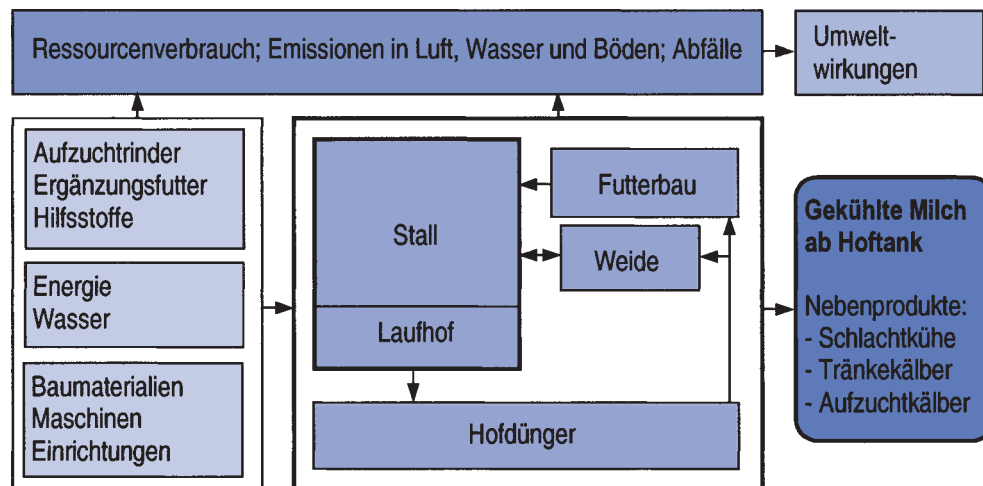 Ressourcenverbrauch; Emissionen in Luft, Wasser und Böden; Abfälle
Umwelt-
wirkungen
Aufzuchtrinder
Ergänzungsfutter
Hilfsstoffe
Energie
Wasser
Baumaterialien
Maschinen
Einrichtungen
Stall
Laufhof
Futterbau
Weide
Hofdünger
Gekühlte Milch
ab Hoftank
Nebenprodukte:
- Schlachtkühe
- Tränkekälber
- Aufzuchtkälber